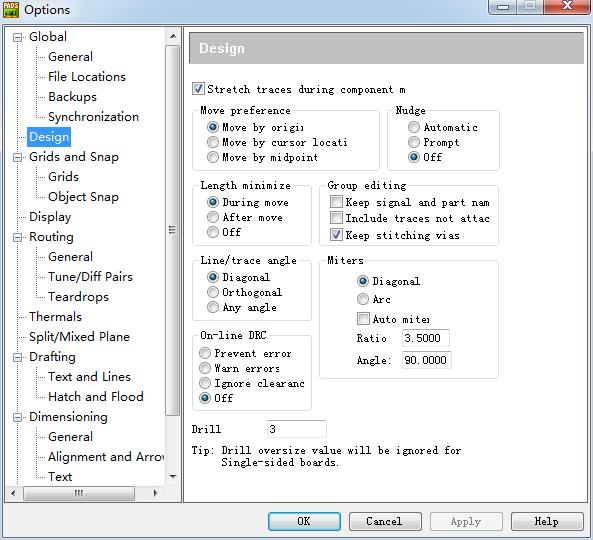 PADS
Options
Global
General
File Locations
Backups
Synchronization
Design
Grids and Snap
Grids
Object Snap
Display
Routing
General
Tune/Diff Pairs
Teardrops
Thermals
Split/Mixed Plane
Drafting
Text and Lines
Hatch and Flood
Dimensioning
General
Alignment and Arrow
Text
Design
Stretch traces during component m
Move preference
Move by origin
Move by cursor locati
Move by midpoint
Nudge
Automatic
Prompt
Off
Length minimize
During move
After move
Off
Group editing
Keep signal and part nam
Include traces not attac
Keep stitching vias
Line/trace angle
Diagonal
Orthogonal
Any angle
Miters
Diagonal
Arc
Auto miter
Ratio 3.5000
Angle: 90.0000
On-line DRC
Prevent error
Warn errors
Ignore clearanc
Off
Drill 3
Tip: Drill oversize value will be ignored for
Single-sided boards.
OK Cancel Apply Help